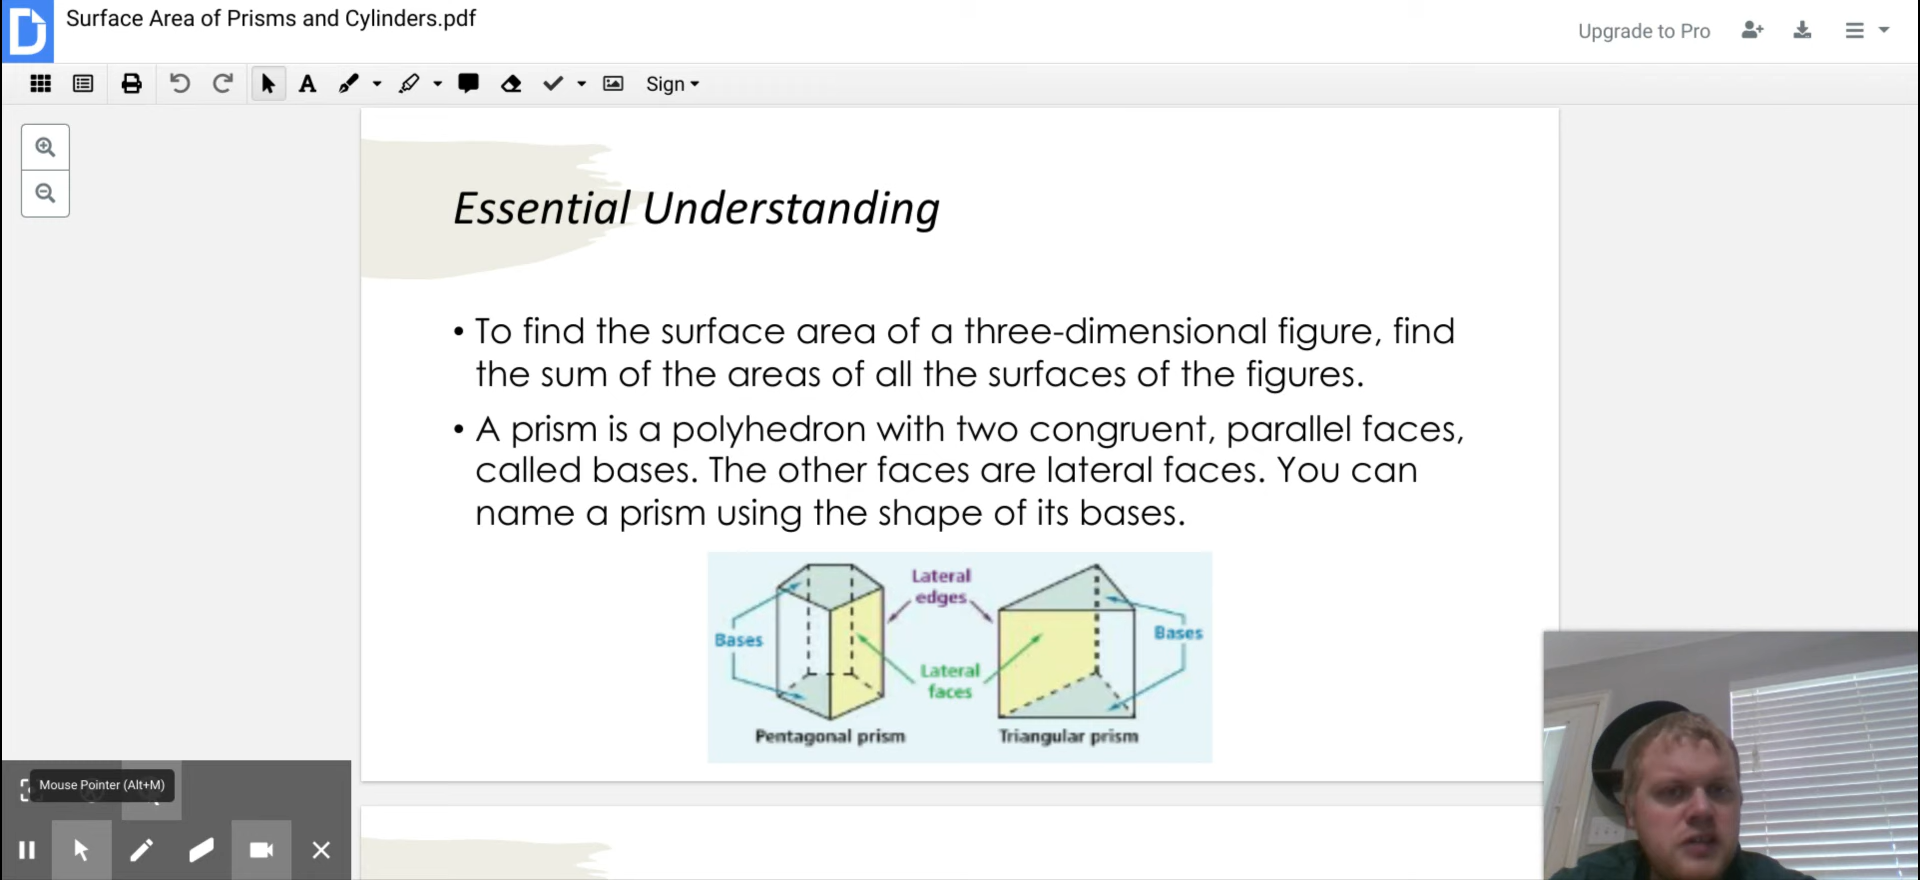 Surface Area of Prisms and Cylinders.pdf
Upgrade to Pro
A
Sign
Essential Understanding
• To find the surface area of a three-dimensional figure, find
the sum of the areas of all the surfaces of the figures.
• A prism is a polyhedron with two congruent, parallel faces,
called bases. The other faces are lateral faces. You can
name a prism using the shape of its bases.
Lateral
edges
Bases
Bases
Lateral
faces
Pentagonal prism
Triangular prism
Mouse Pointer (Alt+M)